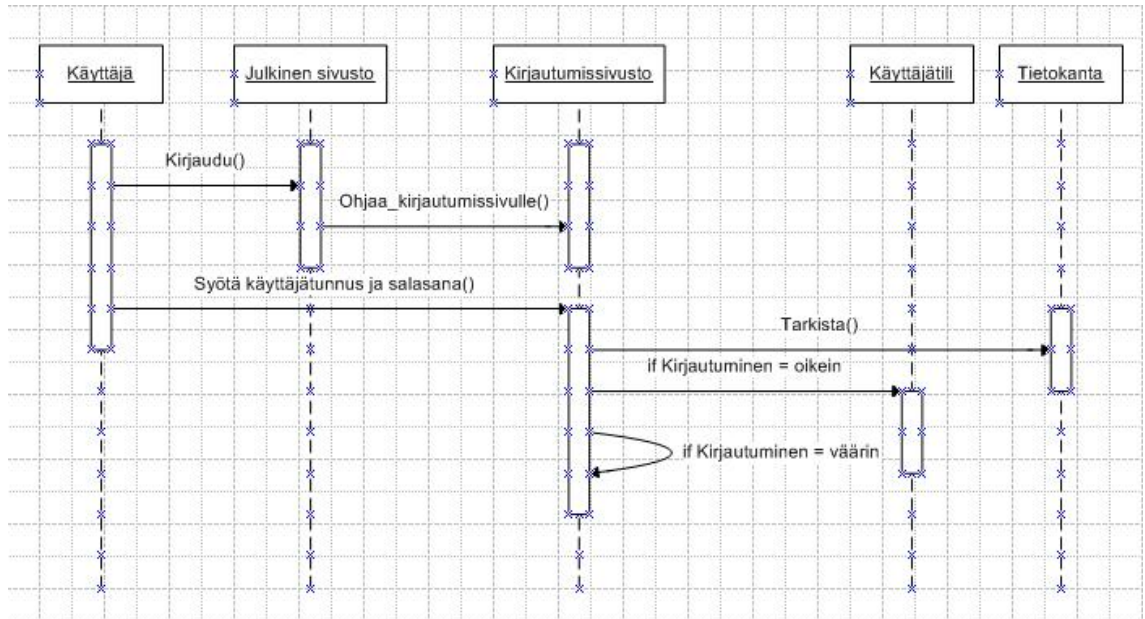 Käyttäjä
Julkinen sivusto
Kirjautumissivusto
Käyttäjätili
Tietokanta
Kirjaudu()
Ohjaa_kirjautumissivulle()
Syötä käyttäjätunnus ja salasana()
Tarkista()
if Kirjautuminen = oikein
if Kirjautuminen = väärin